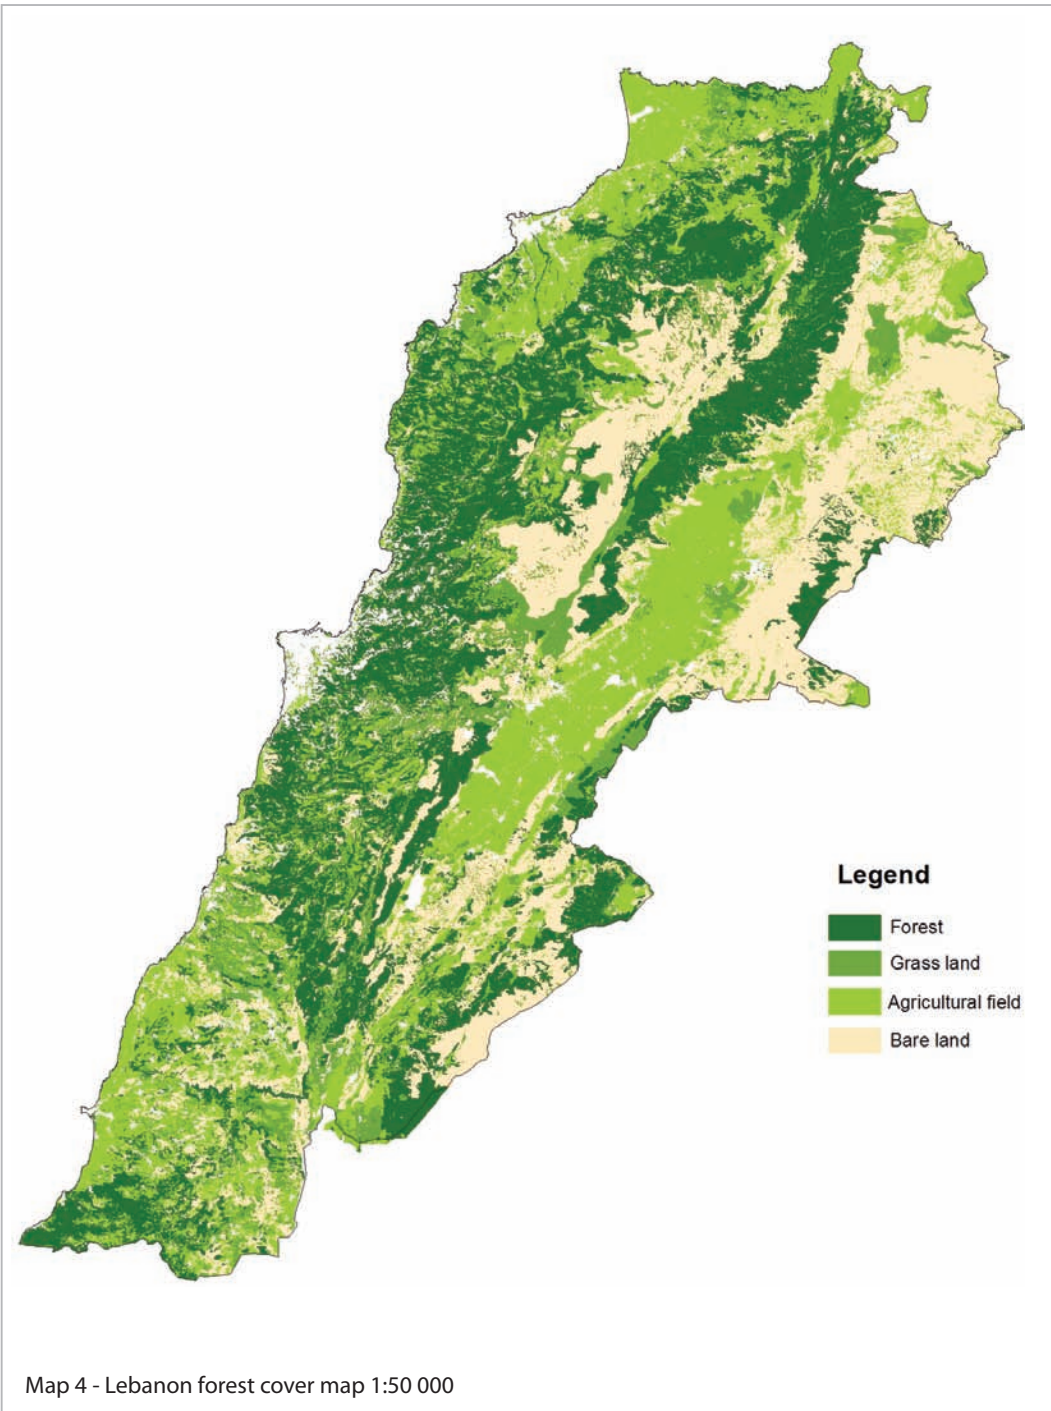 Legend
Forest
Grass land
Agricultural field
Bare land
Map 4 - Lebanon forest cover map 1:50 000